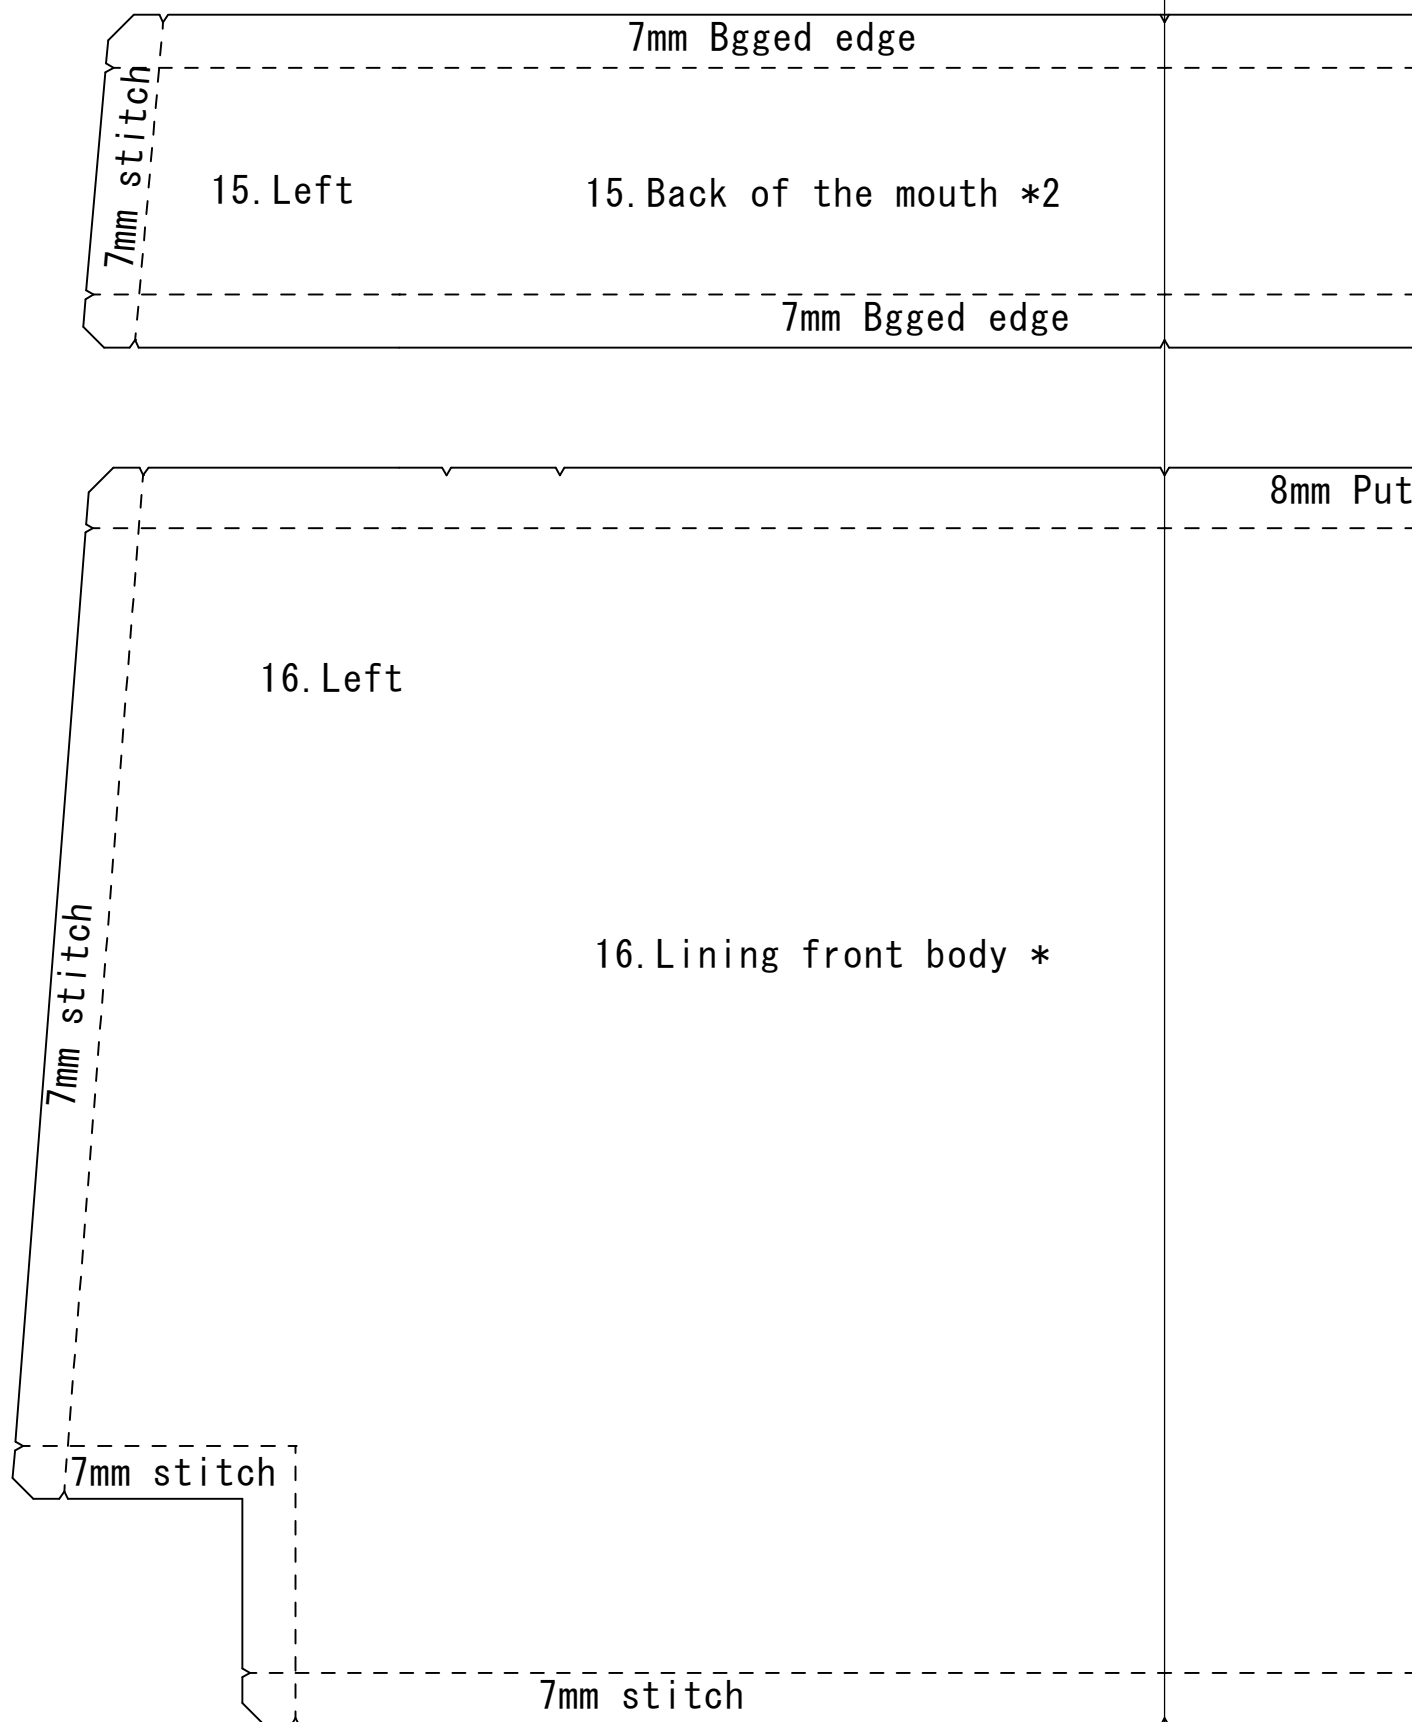 7mm Bgged edge
7mm stitch
15.Left
15.Back of the mouth *2
7mm Bgged edge
8mm Put
16.Left
7mm stitch
16.Lining front body *
7mm stitch
7mm stitch